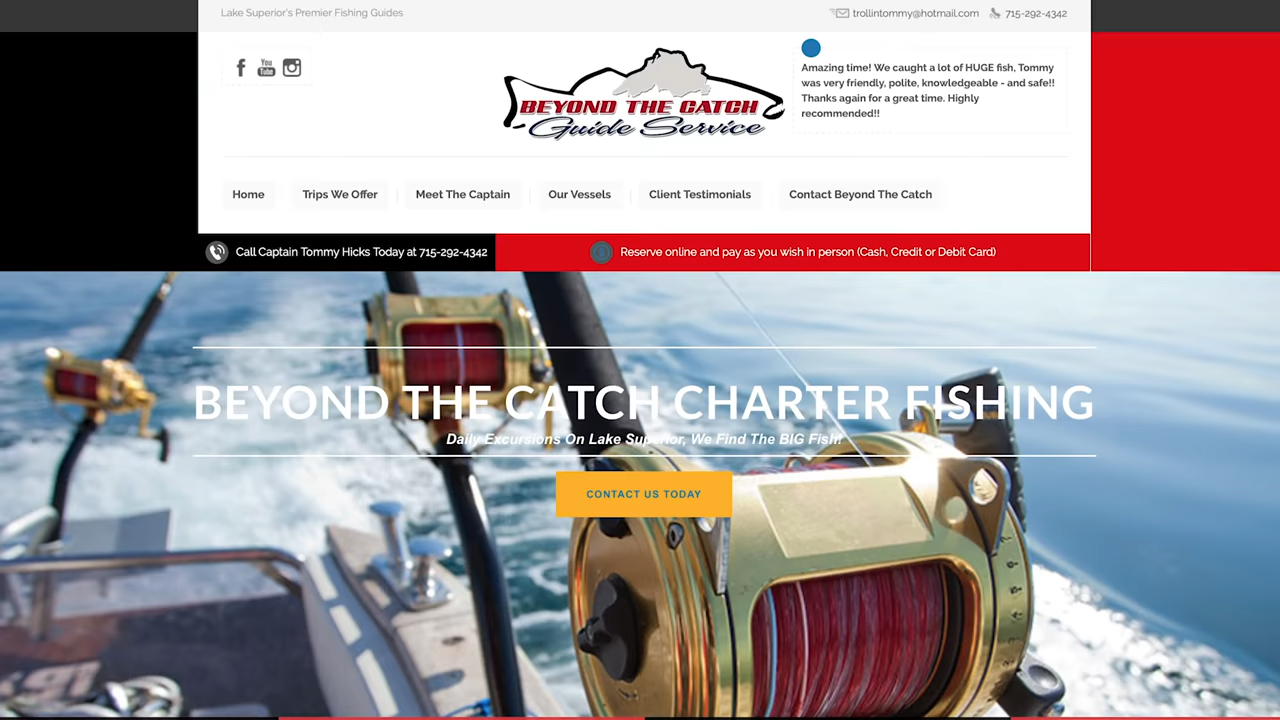 Lake Superior's Premier Fishing Guides
trollintommy@hotmail.com
715-292-4342
You
Tube
BEYOND THE CATCH
Guide Service
Amazing time! We caught a lot of HUGE fish, Tommy
was very friendly, polite, knowledgeable - and safe!!
Thanks again for a great time. Highly
recommended!!
Home
Trips We Offer
Meet The Captain
Our Vessels
Client Testimonials
Contact Beyond The Catch
Call Captain Tommy Hicks Today at 715-292-4342
Reserve online and pay as you wish in person (Cash, Credit or Debit Card)
BEYOND THE CATCH CHARTER FISHING
Daily Excursions On Lake Superior, We Find The BIG Fish!
CONTACT US TODAY